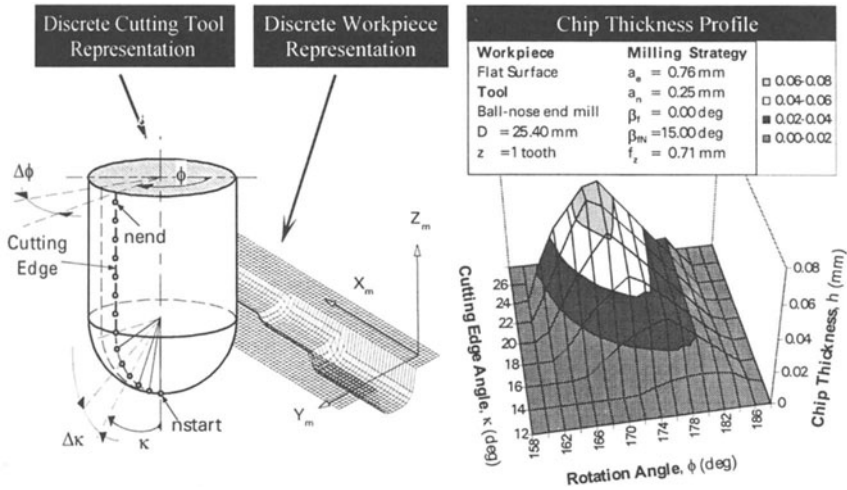 Discrete Cutting Tool
Representation
Discrete Workpiece
Representation
Δϕ
ϕ
Cutting
Edge
nend
Z_m
X_m
Y_m
Δκ
κ
nstart
Chip Thickness Profile
Workpiece
Flat Surface
Tool
Ball-nose end mill
D = 25.40 mm
z =1 tooth
Milling Strategy
a_e = 0.76 mm
a_n = 0.25 mm
β_f = 0.00 deg
β_fN =15.00 deg
f_z = 0.71 mm
0.06-0.08
0.04-0.06
0.02-0.04
0.00-0.02
Cutting Edge Angle, κ (deg)
26
24
22
20
18
16
14
12
158
162
166
170
174
178
182
186
Rotation Angle, ϕ (deg)
0.08
0.06
0.04
0.02
0
Chip Thickness, h (mm)